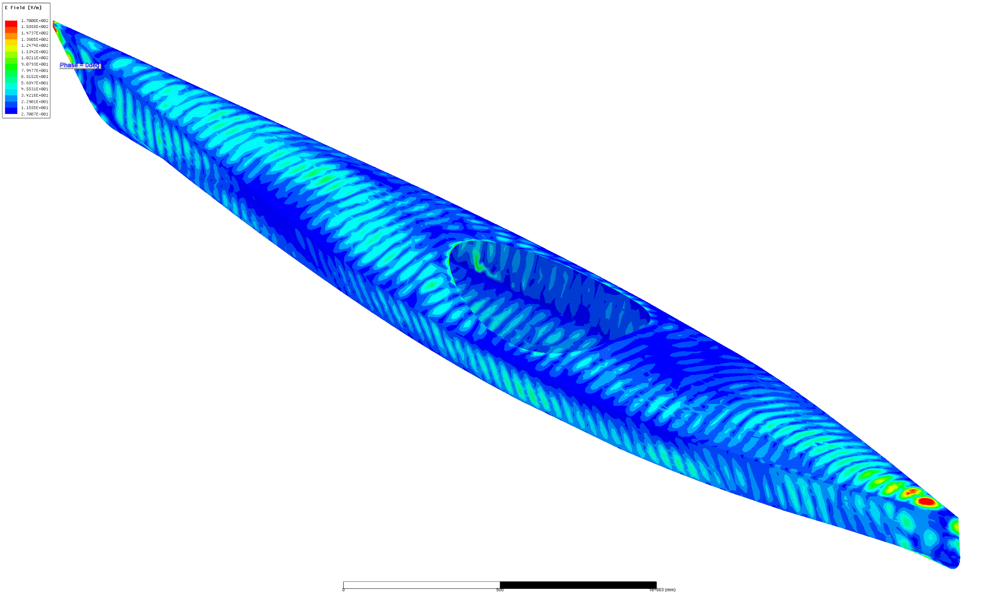 E Field [V/m]
1.7000E+002
1.5868E+002
1.4737E+002
1.3605E+002
1.2474E+002
1.1342E+002
1.0211E+002
9.0793E+001
7.9477E+001
6.8162E+001
5.6847E+001
4.5531E+001
3.4216E+001
2.2901E+001
1.1585E+001
2.7007E-001
Phase = 0deg
0 500 1e+003 (mm)